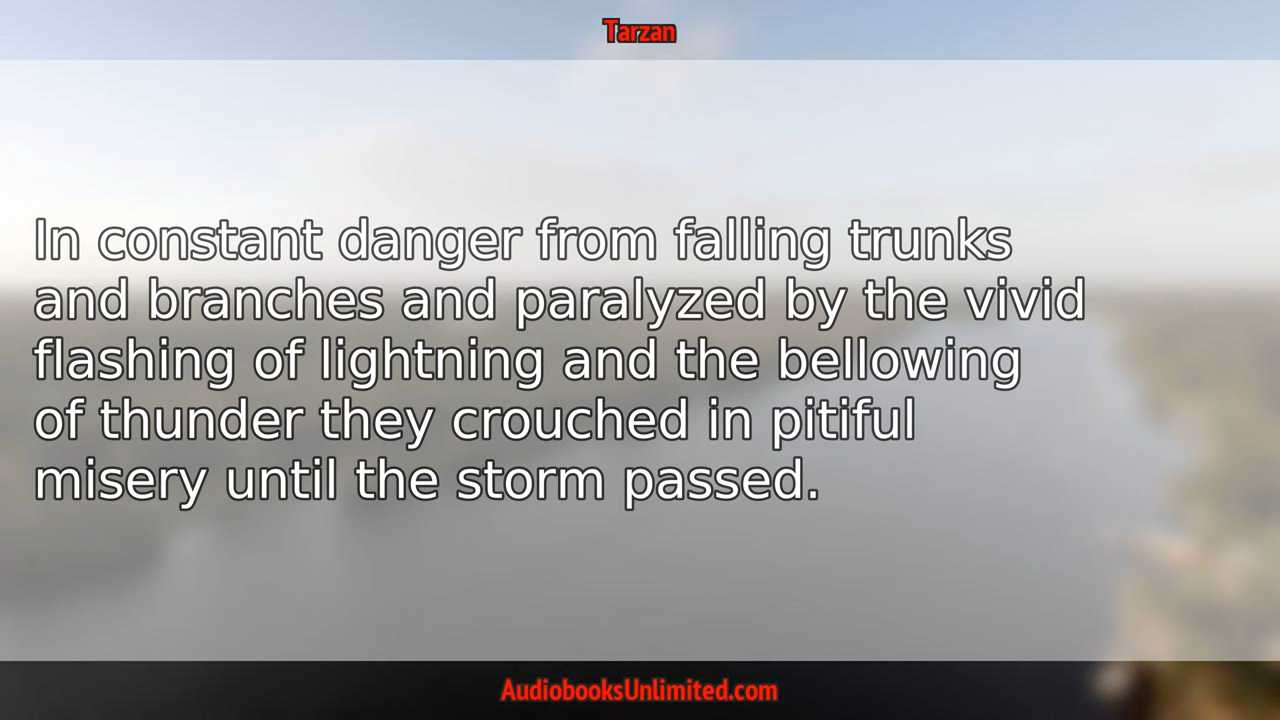 Tarzan
In constant danger from falling trunks
and branches and paralyzed by the vivid
flashing of lightning and the bellowing
of thunder they crouched in pitiful
misery until the storm passed.
AudiobooksUnlimited.com